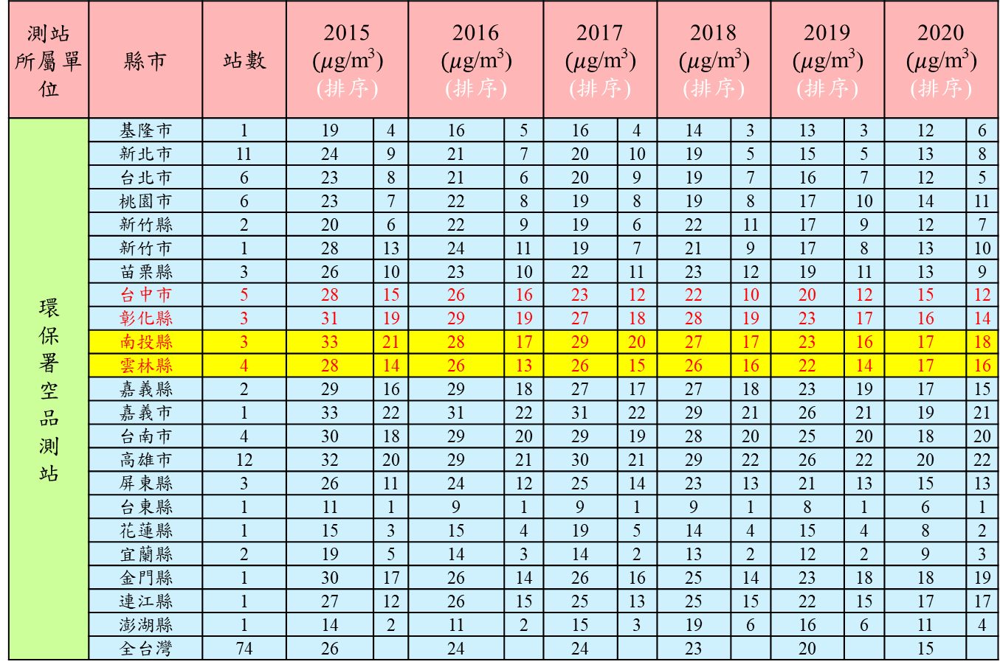 測站所屬單位 縣市 站數 2015 (μg/m³) (排序) 2016 (μg/m³) (排序) 2017 (μg/m³) (排序) 2018 (μg/m³) (排序) 2019 (μg/m³) (排序) 2020 (μg/m³) (排序)
環保署空品測站
基隆市 1 19 4 16 5 16 4 14 3 13 3 12 6
新北市 11 24 9 21 7 20 10 19 5 15 5 13 8
台北市 6 23 8 21 6 20 9 19 7 16 7 12 5
桃園市 6 23 7 22 8 19 8 19 8 17 10 14 11
新竹縣 2 20 6 22 9 19 6 22 11 17 9 12 7
新竹市 1 28 13 24 11 19 7 21 9 17 8 13 10
苗栗縣 3 26 10 23 10 22 11 23 12 19 11 13 9
台中市 5 28 15 26 16 23 12 22 10 20 12 15 12
彰化縣 3 31 19 29 19 27 18 28 19 23 17 16 14
南投縣 3 33 21 28 17 29 20 27 17 23 16 17 18
雲林縣 4 28 14 26 13 26 15 26 16 22 14 17 16
嘉義縣 2 29 16 29 18 27 17 27 18 23 19 17 15
嘉義市 1 33 22 31 22 31 22 29 21 26 21 19 21
台南市 4 30 18 29 20 29 19 28 20 25 20 18 20
高雄市 12 32 20 29 21 30 21 29 22 26 22 20 22
屏東縣 3 26 11 24 12 25 14 23 13 21 13 15 13
台東縣 1 11 1 9 1 9 1 9 1 8 1 6 1
花蓮縣 1 15 3 15 4 19 5 14 4 15 4 8 2
宜蘭縣 2 19 5 14 3 14 2 13 2 12 2 9 3
金門縣 1 30 17 26 14 26 16 25 14 23 18 18 19
連江縣 1 27 12 26 15 25 13 25 15 22 15 17 17
澎湖縣 1 14 2 11 2 15 3 19 6 16 6 11 4
全台灣 74 26 24 24 23 20 15